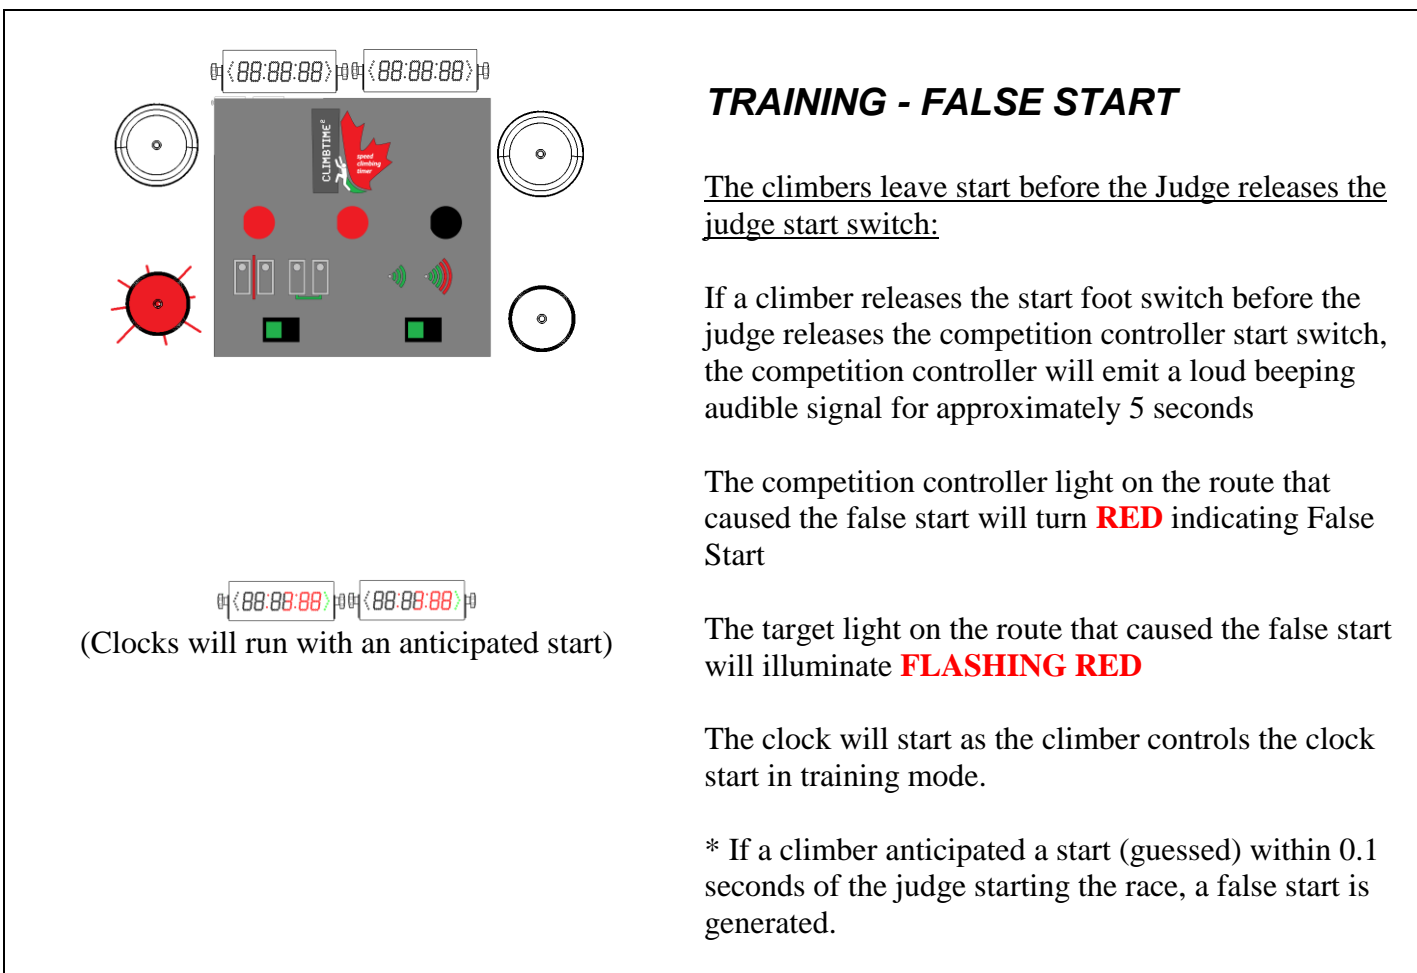 88:88:88 88:88:88
CLIMBTIME²
speed
climbing
timer
TRAINING - FALSE START
The climbers leave start before the Judge releases the
judge start switch:
If a climber releases the start foot switch before the
judge releases the competition controller start switch,
the competition controller will emit a loud beeping
audible signal for approximately 5 seconds
The competition controller light on the route that
caused the false start will turn RED indicating False
Start
88:88:88 88:88:88
(Clocks will run with an anticipated start)
The target light on the route that caused the false start
will illuminate FLASHING RED
The clock will start as the climber controls the clock
start in training mode.
* If a climber anticipated a start (guessed) within 0.1
seconds of the judge starting the race, a false start is
generated.